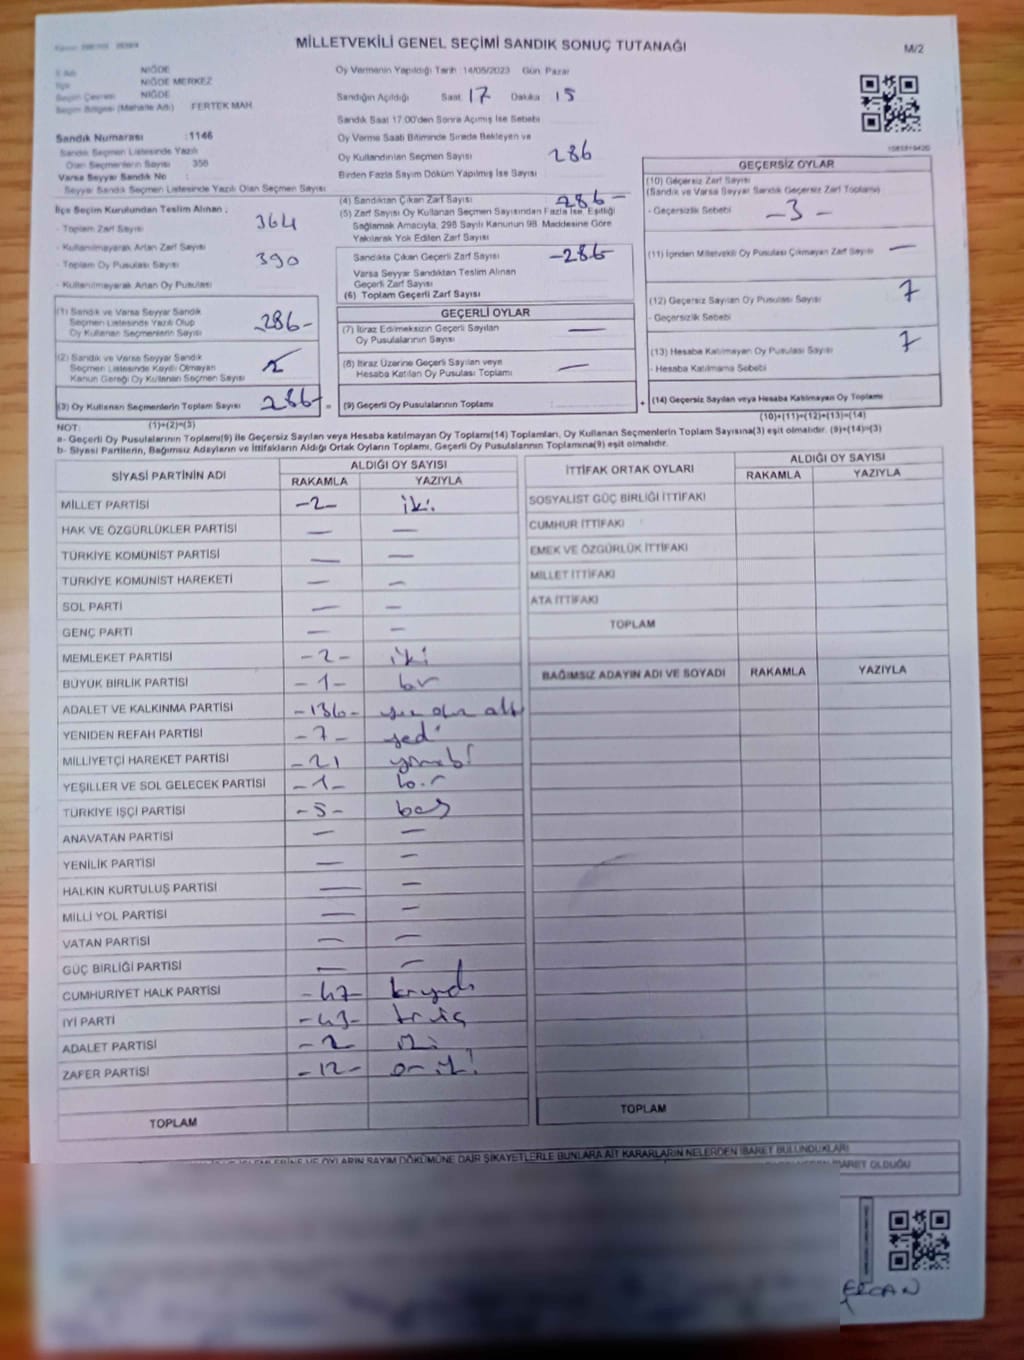 MİLLETVEKİLİ GENEL SEÇİMİ SANDIK SONUÇ TUTANAĞI
M/2
İl Adı NİĞDE
İlçe NİĞDE MERKEZ
Seçim Çevresi NİĞDE
Seçim Bölgesi (Mahalle Adı) FERTEK MAH
Sandık Numarası : 1146
Sandık Seçmen Listesinde Yazılı
Olan Seçmenlerin Sayısı 358
Varsa Seyyar Sandık No :
Seyyar Sandık Seçmen Listesinde Yazılı Olan Seçmen Sayısı
İlçe Seçim Kurulundan Teslim Alınan ;
- Toplam Zarf Sayısı 364
- Kullanılmayarak Artan Zarf Sayısı
- Toplam Oy Pusulası Sayısı 390
- Kullanılmayarak Artan Oy Pusulası
(1) Sandık ve Varsa Seyyar Sandık
Seçmen Listesinde Yazılı Olup
Oy Kullanan Seçmenlerin Sayısı 286-
(2) Sandık ve Varsa Seyyar Sandık
Seçmen Listesinde Kayıtlı Olmayan
Kanun Gereği Oy Kullanan Seçmen Sayısı
(3) Oy Kullanan Seçmenlerin Toplam Sayısı 286-
(1)+(2)=(3)
Oy Vermenin Yapıldığı Tarih :14/05/2023 Gün: Pazar
Sandığın Açıldığı Saat 17 Dakika 15
Sandık Saat 17:00'den Sonra Açımış İse Sebebi
Oy Verme Saati Bitiminde Sırada Bekleyen ve
Oy Kullandırılan Seçmen Sayısı 286
Birden Fazla Sayım Döküm Yapılmış İse Sayısı
(4) Sandıktan Çıkan Zarf Sayısı 286-
(5) Zarf Sayısı Oy Kullanan Seçmen Sayısından Fazla İse, Eşitliği
Sağlamak Amacıyla, 298 Sayılı Kanunun 98. Maddesine Göre
Yakılarak Yok Edilen Zarf Sayısı
Sandıkta Çıkan Geçerli Zarf Sayısı -286-
Varsa Seyyar Sandıktan Teslim Alınan
Geçerli Zarf Sayısı
(6) Toplam Geçerli Zarf Sayısı
GEÇERLİ OYLAR
(7) İtiraz Edilmeksizin Geçerli Sayılan
Oy Pusulalarının Sayısı —
(8) İtiraz Üzerine Geçerli Sayılan veya
Hesaba Katılan Oy Pusulası Toplamı —
= (9) Geçerli Oy Pusulalarının Toplamı :
GEÇERSİZ OYLAR
(10) Geçersiz Zarf Sayısı
(Sandık ve Varsa Seyyar Sandık Geçersiz Zarf Toplamı)
- Geçersizlik Sebebi -3-
(11) İçinden Milletvekili Oy Pusulası Çıkmayan Zarf Sayısı —
(12) Geçersiz Sayılan Oy Pusulası Sayısı 7
- Geçersizlik Sebebi
(13) Hesaba Katılmayan Oy Pusulası Sayısı 7
- Hesaba Katılmama Sebebi
+ (14) Geçersiz Sayılan veya Hesaba Katılmayan Oy Toplamı
(10)+(11)+(12)+(13)=(14)
NOT:
a- Geçerli Oy Pusulalarının Toplamı(9) ile Geçersiz Sayılan veya Hesaba katılmayan Oy Toplamı(14) Toplamları, Oy Kullanan Seçmenlerin Toplam Sayısına(3) eşit olmalıdır. (9)+(14)=(3)
b- Siyasi Partilerin, Bağımsız Adayların ve İttifakların Aldığı Ortak Oyların Toplamı, Geçerli Oy Pusulalarının Toplamına(9) eşit olmalıdır.
SİYASİ PARTİNİN ADI ALDIĞI OY SAYISI
RAKAMLA YAZIYLA
MİLLET PARTİSİ -2- iki
HAK VE ÖZGÜRLÜKLER PARTİSİ — —
TÜRKİYE KOMÜNİST PARTİSİ — —
TÜRKİYE KOMÜNİST HAREKETİ — —
SOL PARTİ — —
GENÇ PARTİ — —
MEMLEKET PARTİSİ -2- iki
BÜYÜK BİRLİK PARTİSİ -1- bir
ADALET VE KALKINMA PARTİSİ -136-
YENİDEN REFAH PARTİSİ -7- yedi
MİLLİYETÇİ HAREKET PARTİSİ -21
YEŞİLLER VE SOL GELECEK PARTİSİ -1- bir
TÜRKİYE İŞÇİ PARTİSİ -5- beş
ANAVATAN PARTİSİ — —
YENİLİK PARTİSİ — —
HALKIN KURTULUŞ PARTİSİ — —
MİLLİ YOL PARTİSİ — —
VATAN PARTİSİ — —
GÜÇ BİRLİĞİ PARTİSİ — —
CUMHURİYET HALK PARTİSİ -47-
İYİ PARTİ -43-
ADALET PARTİSİ -2- iki
ZAFER PARTİSİ -12- on iki
TOPLAM
İTTİFAK ORTAK OYLARI ALDIĞI OY SAYISI
RAKAMLA YAZIYLA
SOSYALİST GÜÇ BİRLİĞİ İTTİFAKI
CUMHUR İTTİFAKI
EMEK VE ÖZGÜRLÜK İTTİFAKI
MİLLET İTTİFAKI
ATA İTTİFAKI
TOPLAM
BAĞIMSIZ ADAYIN ADI VE SOYADI RAKAMLA YAZIYLA
TOPLAM
OYLARIN SAYIM DÖKÜMÜNE DAİR ŞİKAYETLERLE BUNLARA AİT KARARLARIN NELERDEN İBARET BULUNDUKLARI
İBARET OLDUĞU
ERCAN